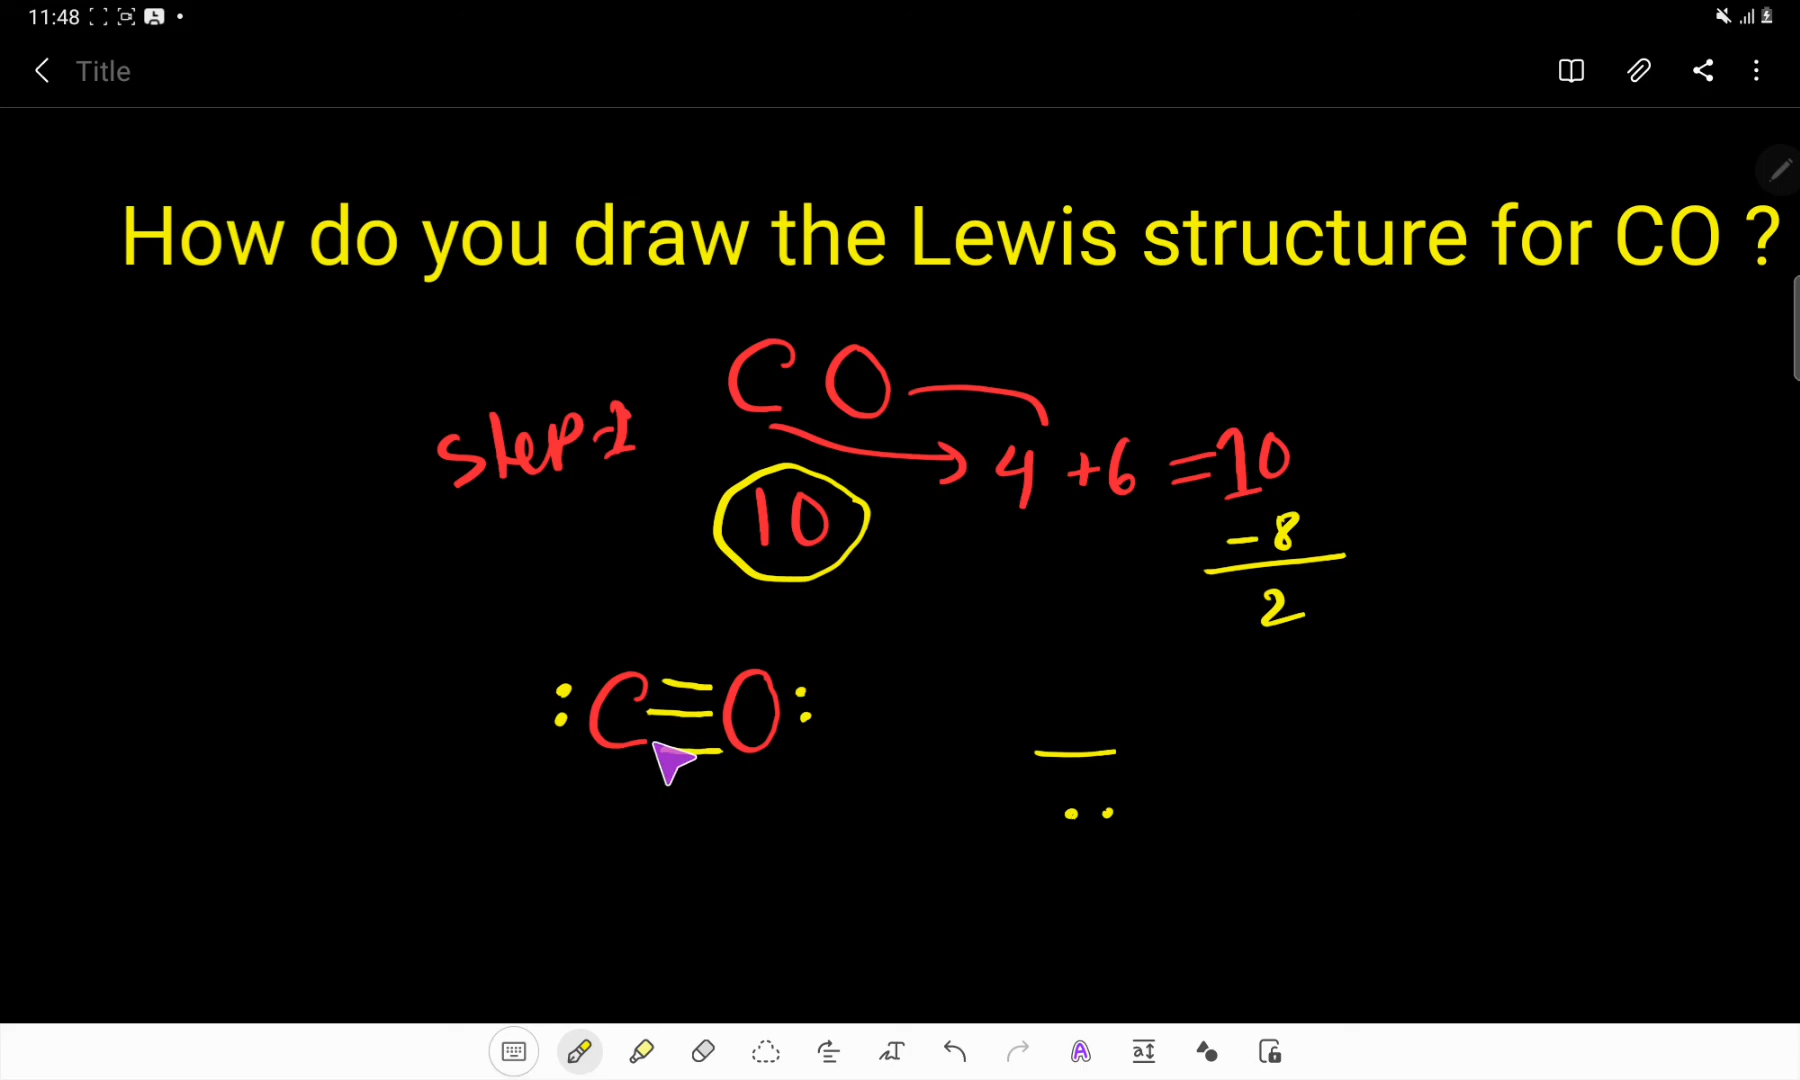 11:48
Title
How do you draw the Lewis structure for CO ?
CO
Step-1
4 + 6 = 10
10
- 8
2
:C≡O: